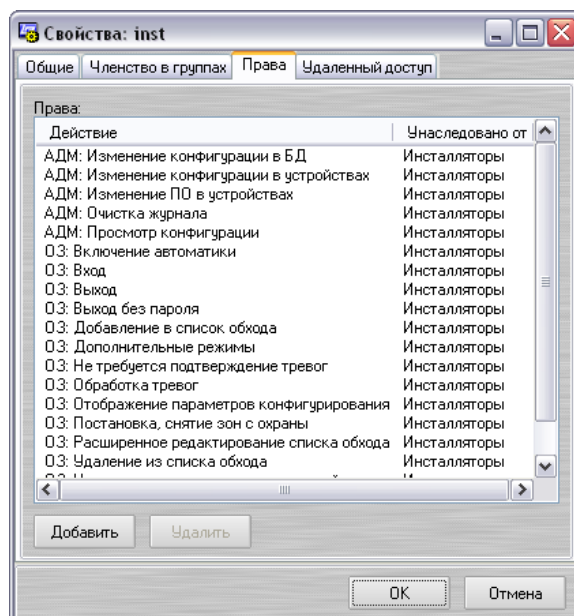 Свойства: inst
Общие Членство в группах Права Удаленный доступ
Права:
Действие Унаследовано от
АДМ: Изменение конфигурации в БД Инсталляторы
АДМ: Изменение конфигурации в устройствах Инсталляторы
АДМ: Изменение ПО в устройствах Инсталляторы
АДМ: Очистка журнала Инсталляторы
АДМ: Просмотр конфигурации Инсталляторы
ОЗ: Включение автоматики Инсталляторы
ОЗ: Вход Инсталляторы
ОЗ: Выход Инсталляторы
ОЗ: Выход без пароля Инсталляторы
ОЗ: Добавление в список обхода Инсталляторы
ОЗ: Дополнительные режимы Инсталляторы
ОЗ: Не требуется подтверждение тревог Инсталляторы
ОЗ: Обработка тревог Инсталляторы
ОЗ: Отображение параметров конфигурирования Инсталляторы
ОЗ: Постановка, снятие зон с охраны Инсталляторы
ОЗ: Расширенное редактирование списка обхода Инсталляторы
ОЗ: Удаление из списка обхода Инсталляторы
Добавить Удалить
OK Отмена